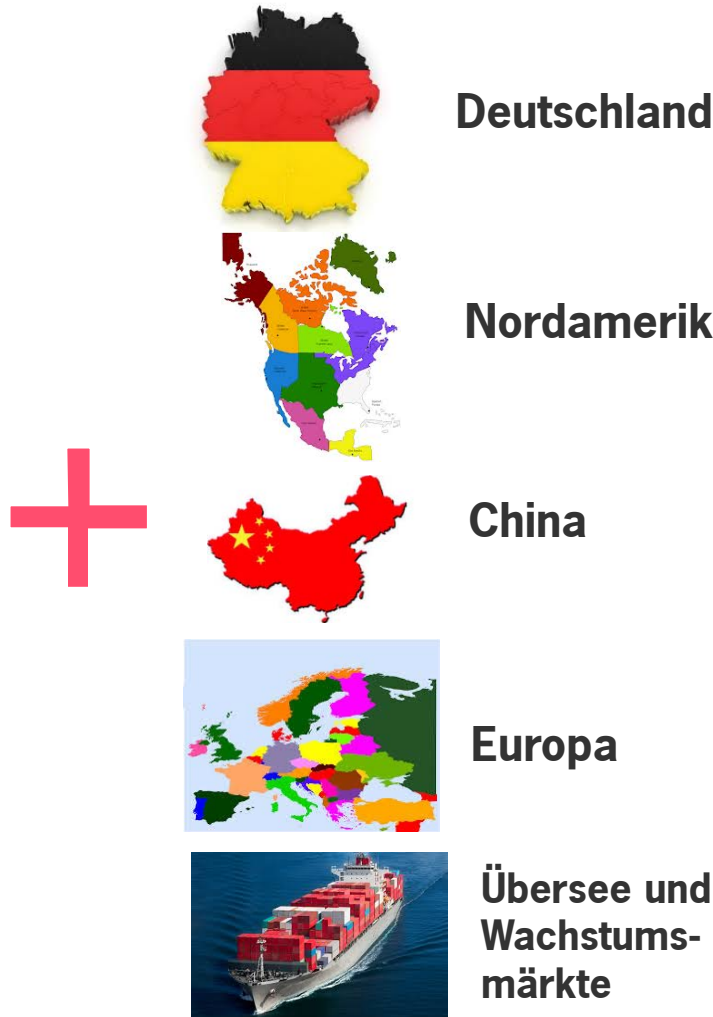 Deutschland
Nordamerik
China
Europa
Übersee und
Wachstums-
märkte